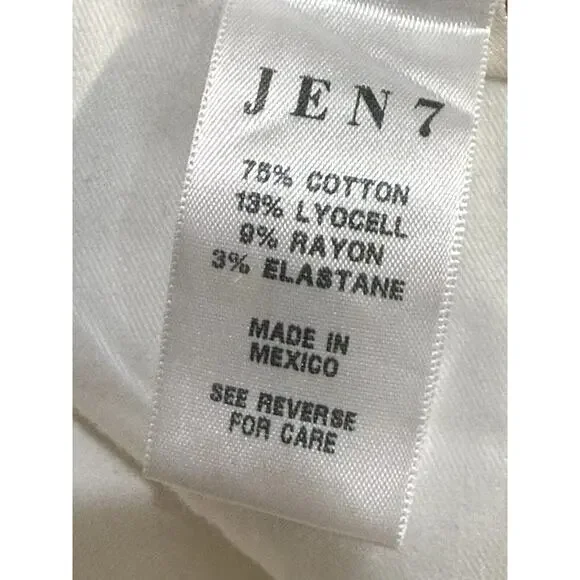 JEN7
75% COTTON
13% LYOCELL
9% RAYON
3% ELASTANE
MADE IN
MEXICO
SEE REVERSE
FOR CARE